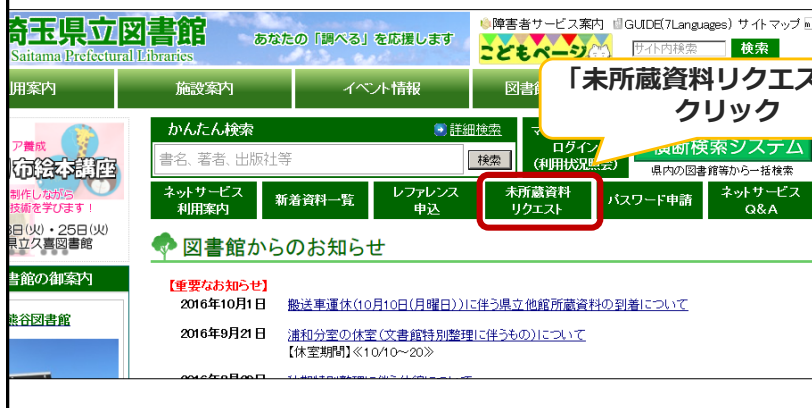 埼玉県立図書館
Saitama Prefectural Libraries
あなたの「調べる」を応援します
障害者サービス案内 GUIDE(7Languages) サイトマップ
こどもページ
サイト内検索 検索
用案内 施設案内 イベント情報 図書
「未所蔵資料リクエス
クリック
かんたん検索 詳細検索
書名、著者、出版社等 検索
ログイン
(利用状況照会)
横断検索システム
県内の図書館等から一括検索
ネットサービス
利用案内
新着資料一覧
レファレンス
申込
未所蔵資料
リクエスト
パスワード申請
ネットサービス
Q&A
ア養成
布絵本講座
制作しながら
技術を学びます!
8日(火)・25日(火)
県立久喜図書館
書館の御案内
熊谷図書館
図書館からのお知らせ
【重要なお知らせ】
2016年10月1日 搬送車運休(10月10日(月曜日))に伴う県立他館所蔵資料の到着について
2016年9月21日 浦和分室の休室(文書館特別整理に伴うもの)について
【休室期間】≪10/10~20≫